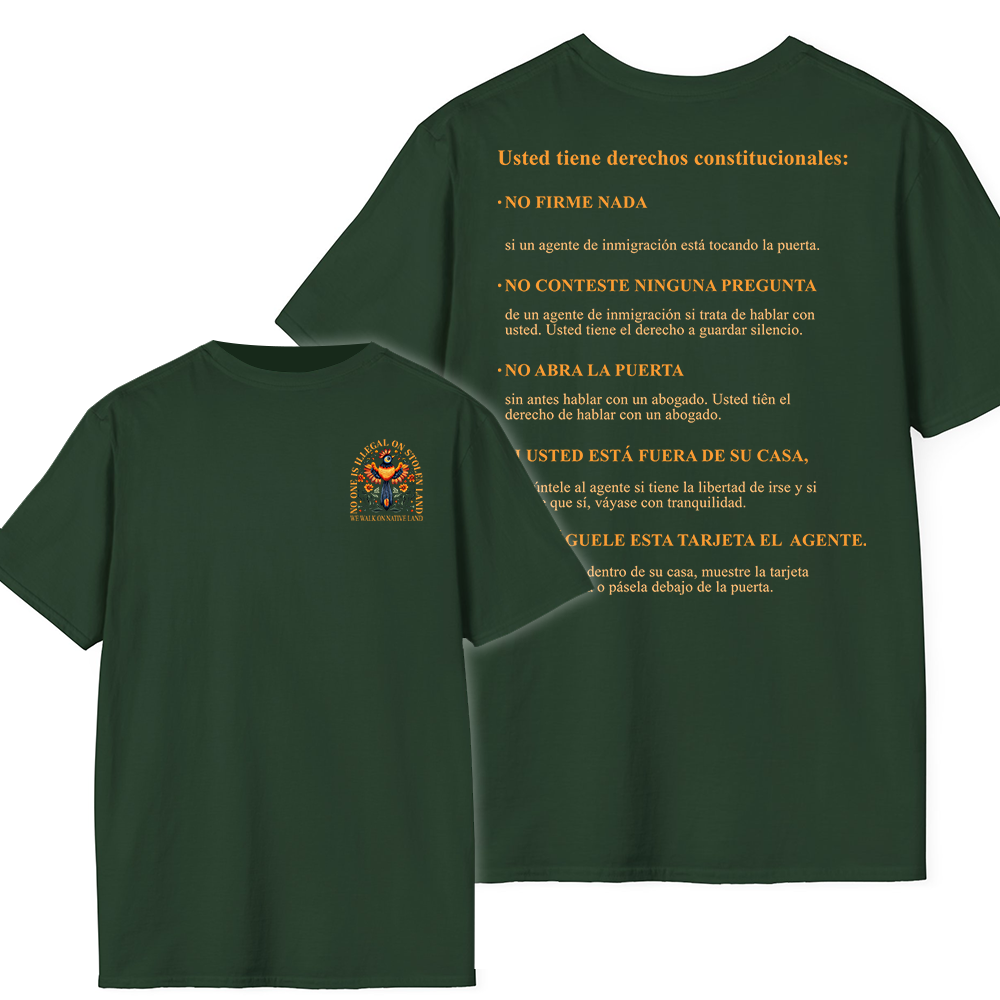 Usted tiene derechos constitucionales:
• NO FIRME NADA
si un agente de inmigración está tocando la puerta.
• NO CONTESTE NINGUNA PREGUNTA
de un agente de inmigración si trata de hablar con
usted. Usted tiene el derecho a guardar silencio.
• NO ABRA LA PUERTA
sin antes hablar con un abogado. Usted tiên el
derecho de hablar con un abogado.
USTED ESTÁ FUERA DE SU CASA,
al agente si tiene la libertad de irse y si
que sí, váyase con tranquilidad.
ESTA TARJETA EL AGENTE.
dentro de su casa, muestre la tarjeta
o pásela debajo de la puerta.
NO ONE IS ILLEGAL ON STOLEN LAND
WE WALK ON NATIVE LAND